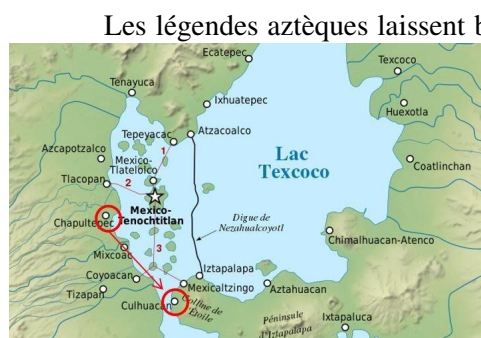 Les légendes aztèques laissent
Ecatepec
Texcoco
Tenayuca
Ixhuatepec
Huexotla
Tepeyacac
Atzacoalco
Azcapotzalco
1
Mexico-
Tlatelolco
Lac
Texcoco
Coatlinchan
Tlacopan
2
Mexico-
Tenochtitlan
Chapultepec
Digue de
Nezahualcoyotl
Chimalhuacan-Atenco
3
Mixcoac
Coyoacan
Iztapalapa
Tizapan
Mexicaltzingo
Aztahuacan
Culhuacan
Colline de
l'Étoile
Péninsule
d'Iztapalapa
Ixtapaluca